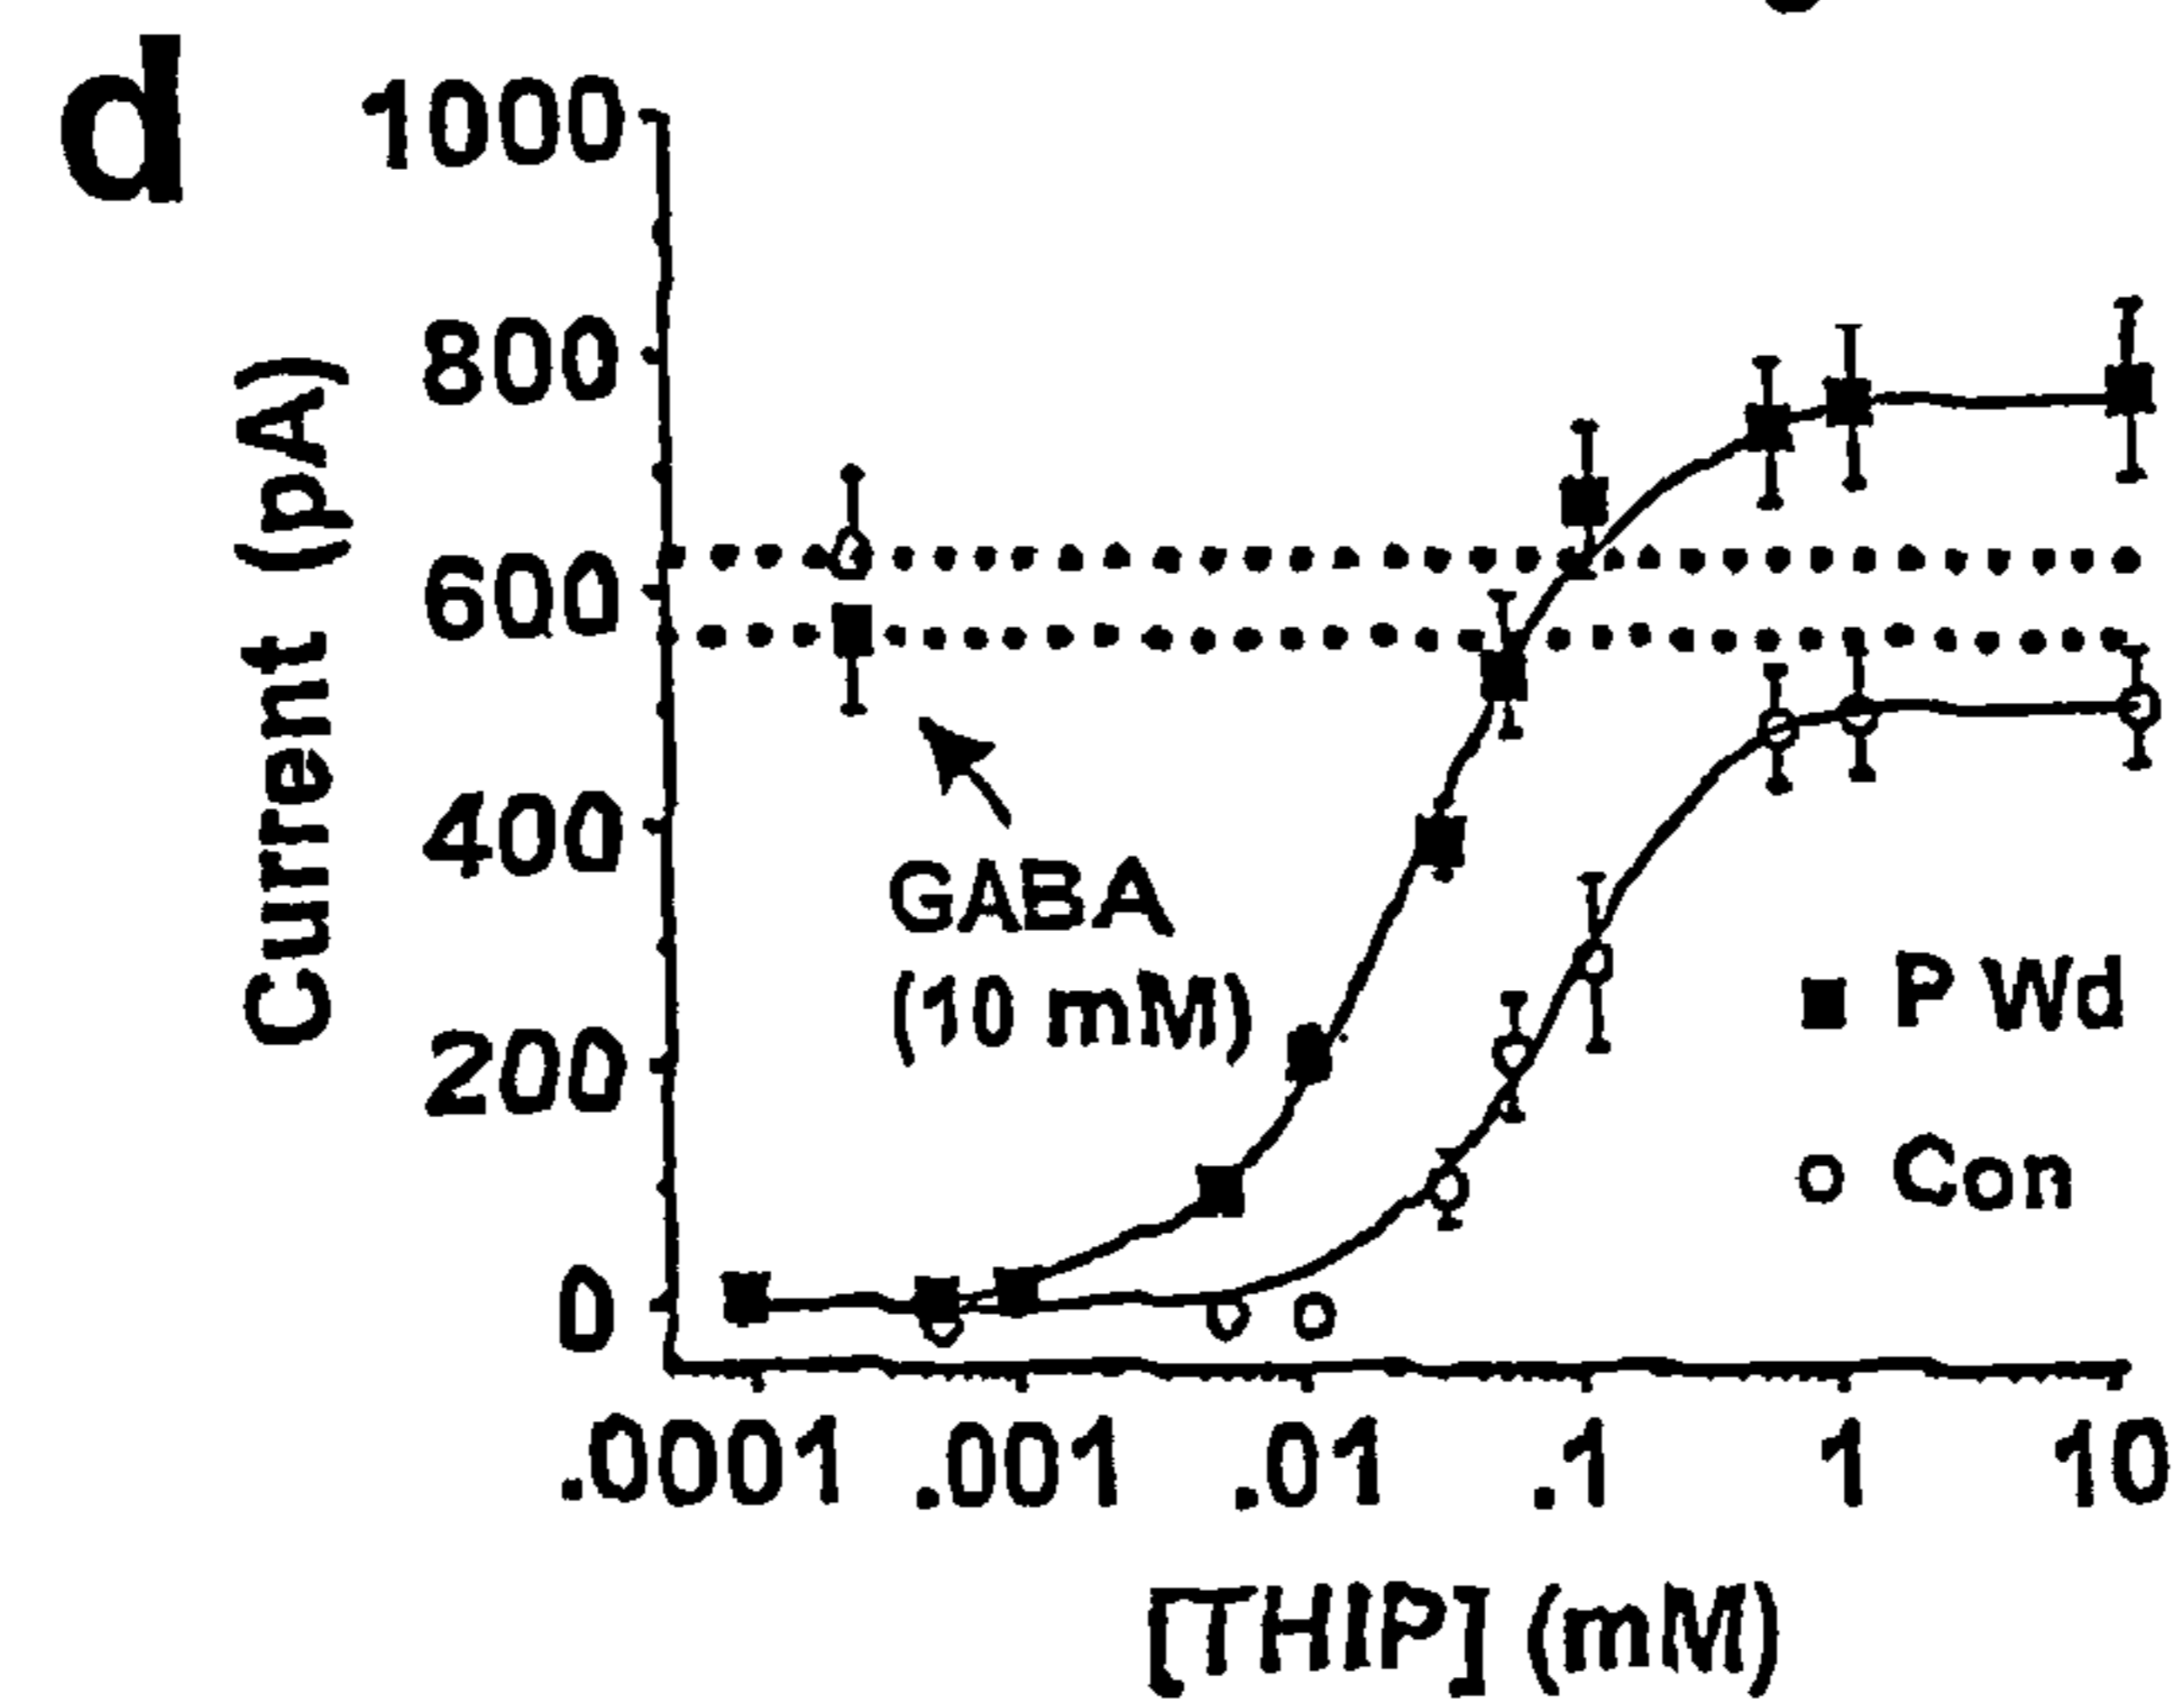 d
1000
800
600
400
200
0
Current (pA)
GABA
(10 mM)
P Wd
Con
.0001 .001 .01 .1 1 10
[THIP] (mM)